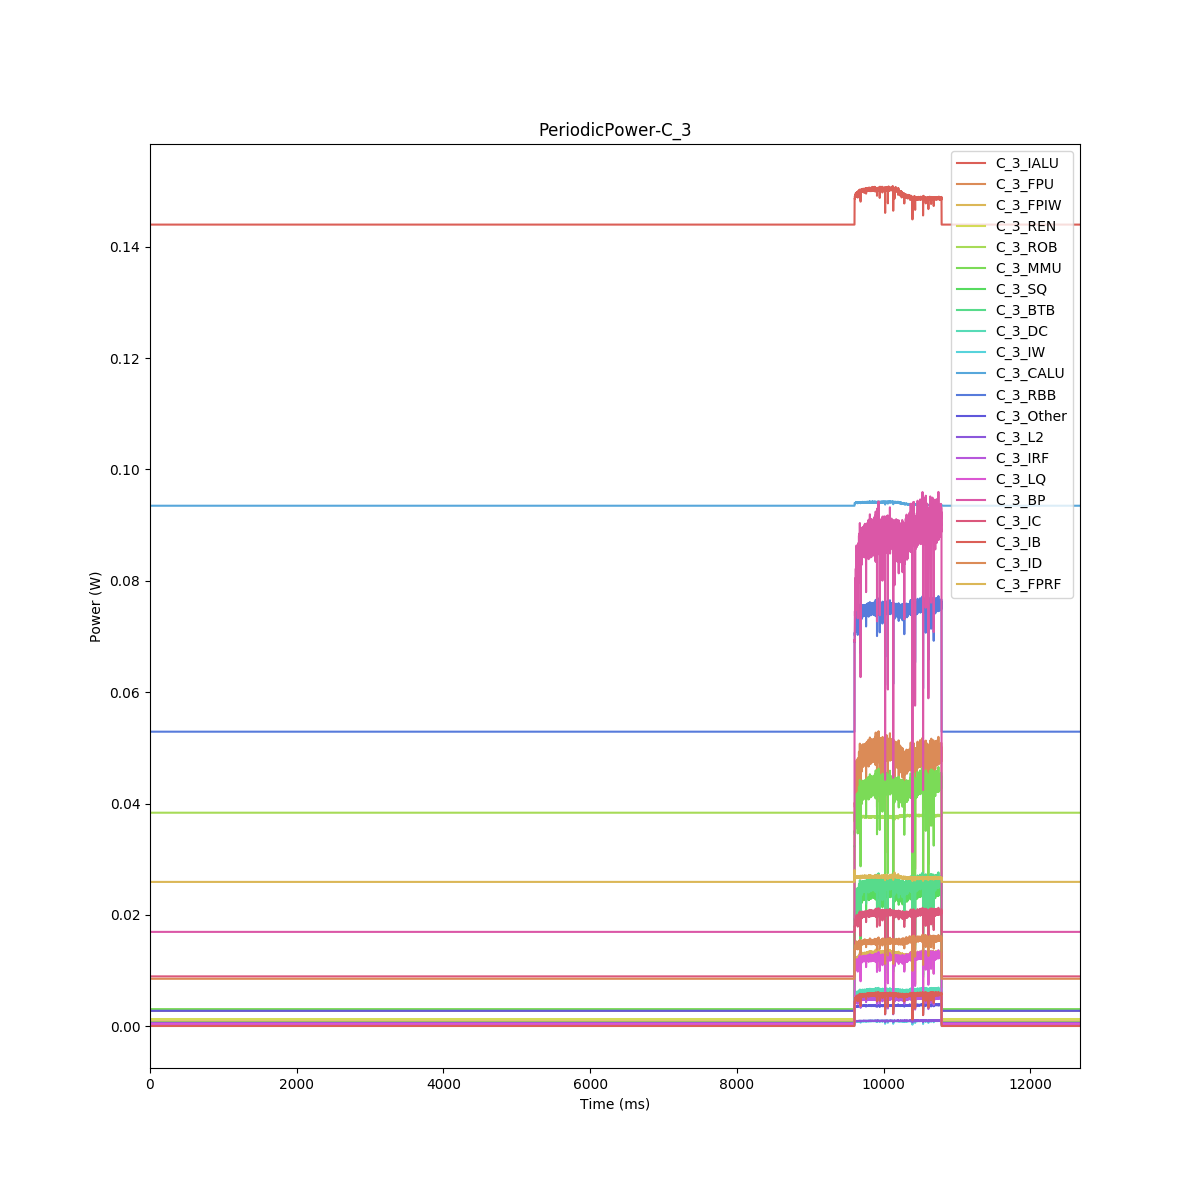 PeriodicPower-C_3
C_3_IALU
C_3_FPU
C_3_FPIW
C_3_REN
C_3_ROB
C_3_MMU
C_3_SQ
C_3_BTB
C_3_DC
C_3_IW
C_3_CALU
C_3_RBB
C_3_Other
C_3_L2
C_3_IRF
C_3_LQ
C_3_BP
C_3_IC
C_3_IB
C_3_ID
C_3_FPRF
0.14
0.12
0.10
0.08
0.06
0.04
0.02
0.00
Power (W)
0 2000 4000 6000 8000 10000 12000
Time (ms)